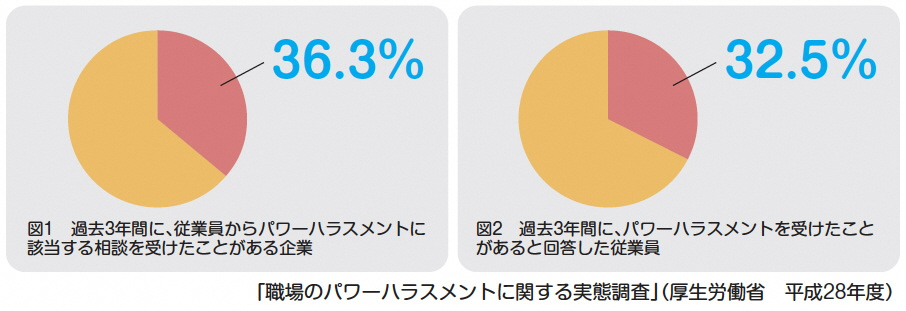 36.3%
図1　過去3年間に、従業員からパワーハラスメントに
該当する相談を受けたことがある企業
32.5%
図2　過去3年間に、パワーハラスメントを受けたこと
があると回答した従業員
「職場のパワーハラスメントに関する実態調査」（厚生労働省　平成28年度）